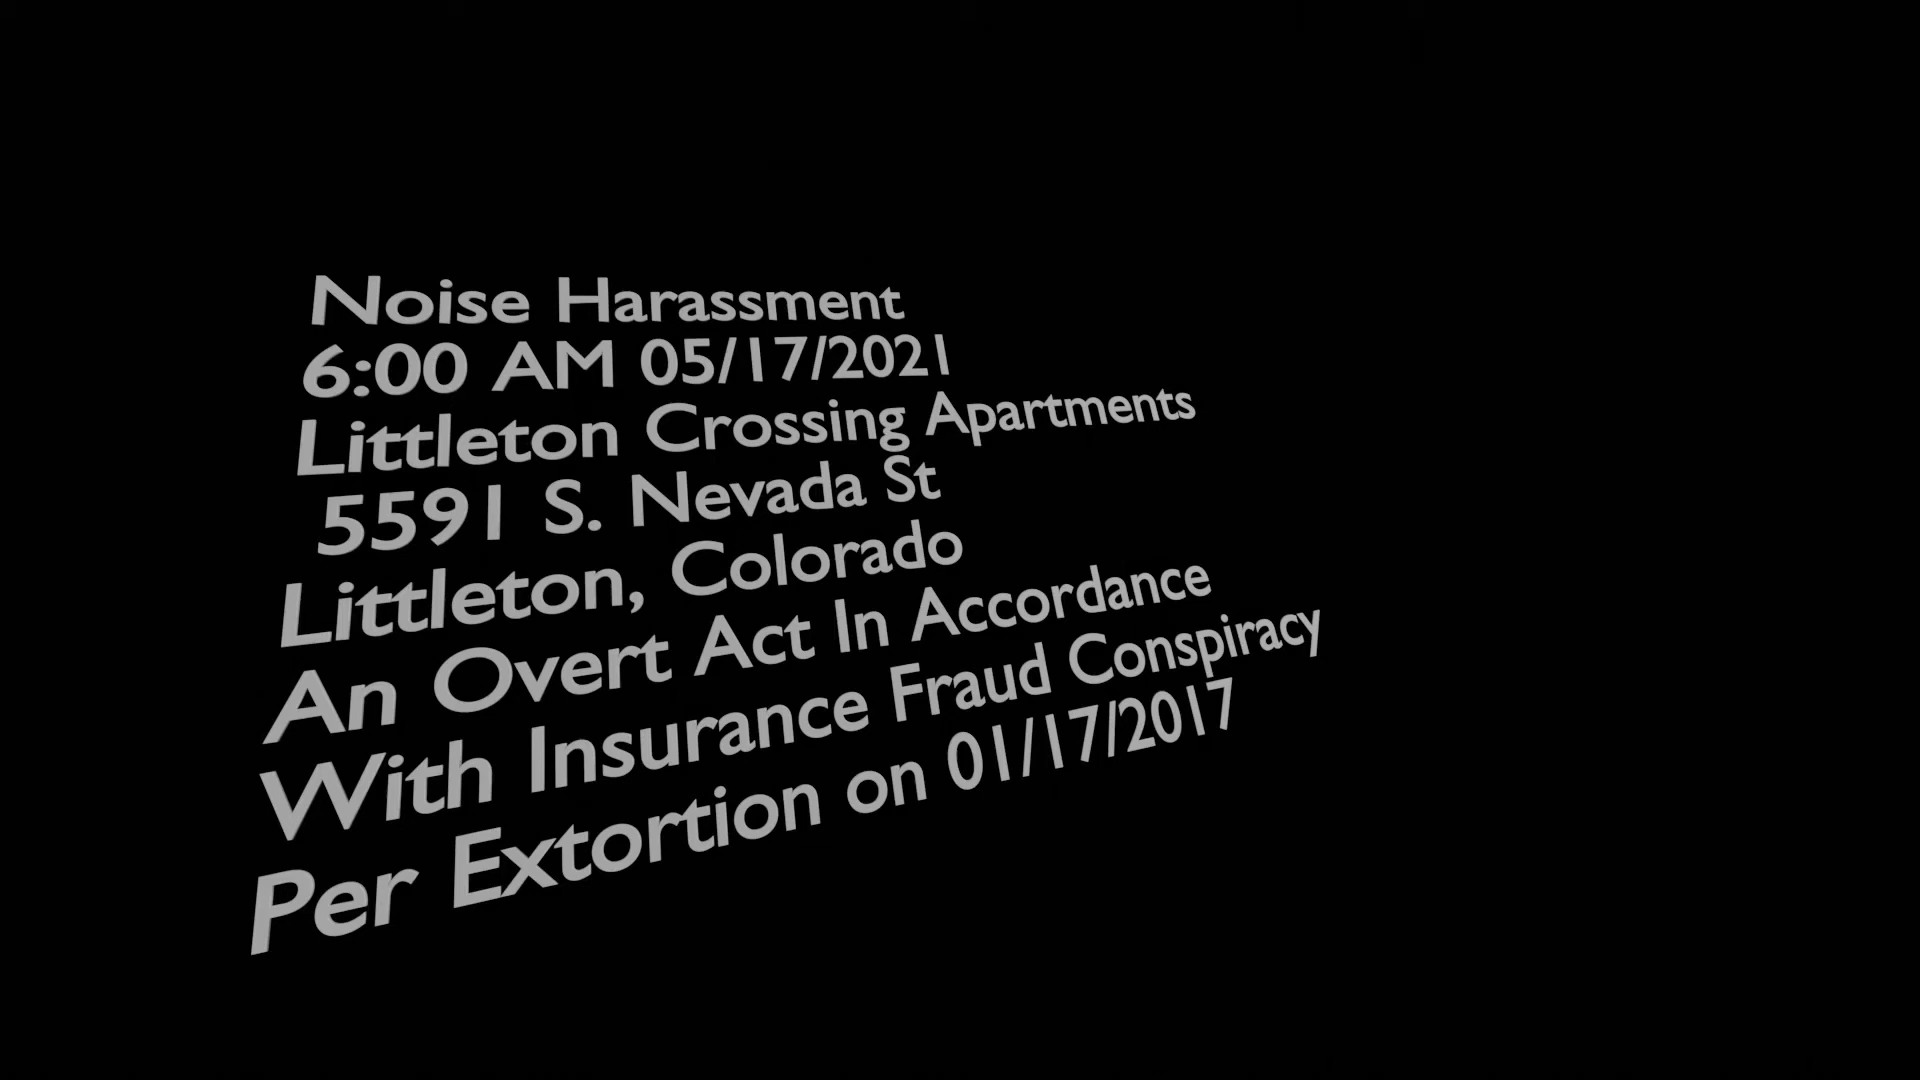 Noise Harassment
6:00 AM 05/17/2021
Littleton Crossing Apartments
5591 S. Nevada St
Littleton, Colorado
An Overt Act In Accordance
With Insurance Fraud Conspiracy
Per Extortion on 01/17/2017